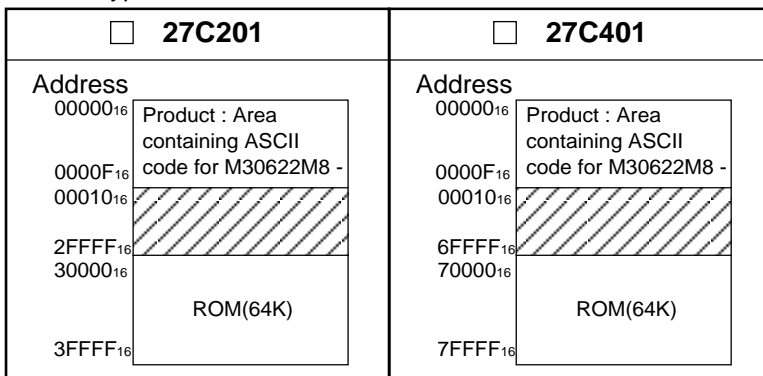 □ 27C201
Address
00000₁₆
Product : Area
containing ASCII
code for M30622M8 -
0000F₁₆
00010₁₆
2FFFF₁₆
30000₁₆
ROM(64K)
3FFFF₁₆
□ 27C401
Address
00000₁₆
Product : Area
containing ASCII
code for M30622M8 -
0000F₁₆
00010₁₆
6FFFF₁₆
70000₁₆
ROM(64K)
7FFFF₁₆